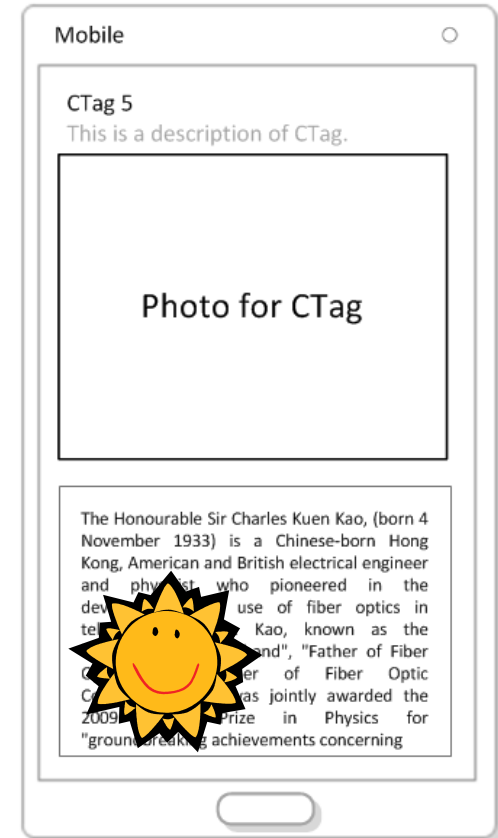 Mobile
CTag 5
This is a description of CTag.
Photo for CTag
The Honourable Sir Charles Kuen Kao, (born 4
November 1933) is a Chinese-born Hong
Kong, American and British electrical engineer
and who pioneered in the
use of fiber optics in
Kao, known as the
"Father of Fiber
of Fiber Optic
was jointly awarded the
2009 Prize in Physics for
"groundbreaking achievements concerning